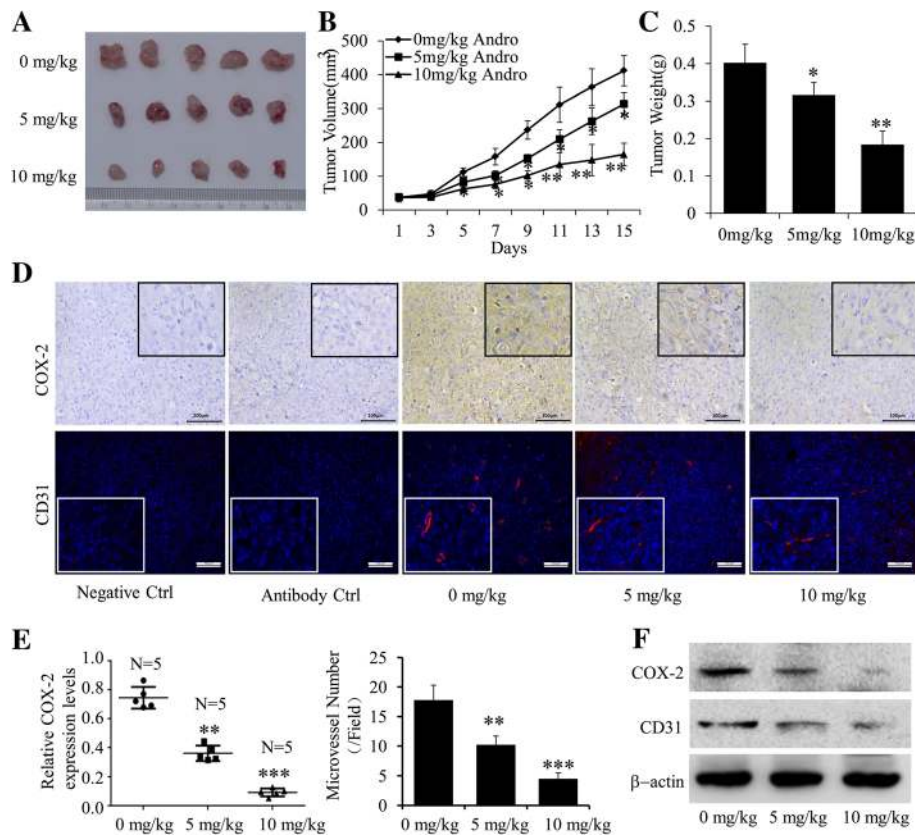 A
0 mg/kg
5 mg/kg
10 mg/kg
B
Tumor Volume(mm3
500
400
300
200
100
0
0mg/kg Andro
5mg/kg Andro
10mg/kg Andro
* * * * * *
* * * ** ** **
1 3 5 7 9 11 13 15
Days
C
Tumor Weight(g)
0.5
0.4
0.3
0.2
0.1
0
*
**
0mg/kg 5mg/kg 10mg/kg
D
COX-2
CD31
Negative Ctrl Antibody Ctrl 0 mg/kg 5 mg/kg 10 mg/kg
E
Relative COX-2
expression levels
1.0
0.8
0.6
0.4
0.2
0.0
N=5
N=5
**
N=5
***
0 mg/kg 5 mg/kg 10 mg/kg
Microvessel Number
(/Field)
25
20
15
10
5
0
**
***
0 mg/kg 5 mg/kg 10 mg/kg
F
COX-2
CD31
β-actin
0 mg/kg 5 mg/kg 10 mg/kg